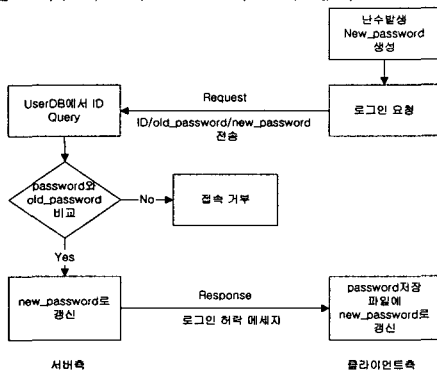 난수발생
New_password
생성
UserDB에서 ID
Query
Request
ID/old_password/new_password
전송
로그인 요청
password와
old_password
비교
No
접속 거부
Yes
new_password로
갱신
Response
로그인 허락 메세지
password저장
파일에
new_password로
갱신
서버측
클라이언트측